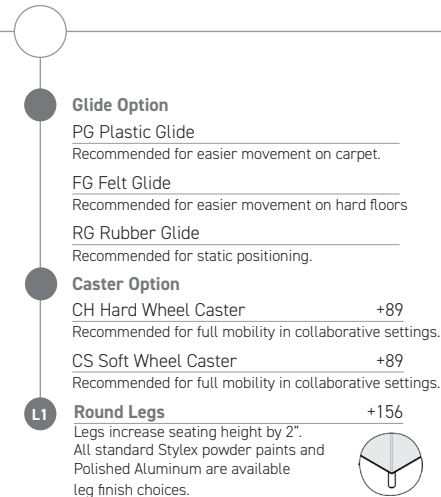 Glide Option
PG Plastic Glide
Recommended for easier movement on carpet.
FG Felt Glide
Recommended for easier movement on hard floors
RG Rubber Glide
Recommended for static positioning.
Caster Option
CH Hard Wheel Caster +89
Recommended for full mobility in collaborative settings.
CS Soft Wheel Caster +89
Recommended for full mobility in collaborative settings.
L1 Round Legs +156
Legs increase seating height by 2”.
All standard Stylex powder paints and
Polished Aluminum are available
leg finish choices.